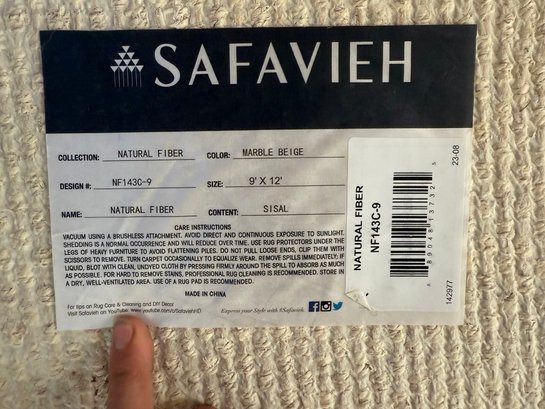 SAFAVIEH
COLLECTION: NATURAL FIBER COLOR: MARBLE BEIGE
DESIGN #: NF143C-9 SIZE: 9' X 12'
NAME: NATURAL FIBER CONTENT: SISAL
CARE INSTRUCTIONS
VACUUM USING A BRUSHLESS ATTACHMENT. AVOID DIRECT AND CONTINUOUS EXPOSURE TO SUNLIGHT.
SHEDDING IS A NORMAL OCCURRENCE AND WILL REDUCE OVER TIME. USE RUG PROTECTORS UNDER THE
LEGS OF HEAVY FURNITURE TO AVOID FLATTENING PILES. DO NOT PULL LOOSE ENDS, CLIP THEM WITH
SCISSORS TO REMOVE. TURN CARPET OCCASIONALLY TO EQUALIZE WEAR. REMOVE SPILLS IMMEDIATELY; IF
LIQUID, BLOT WITH CLEAN, UNDYED CLOTH BY PRESSING FIRMLY AROUND THE SPILL TO ABSORB AS MUCH
AS POSSIBLE. FOR HARD TO REMOVE STAINS, PROFESSIONAL RUG CLEANING IS RECOMMENDED. STORE IN
A DRY, WELL-VENTILATED AREA. USE OF A RUG PAD IS RECOMMENDED.
MADE IN CHINA
For tips on Rug Care & Cleaning and DIY Decor
Visit Safavieh on YouTube: www.youtube.com/c/SafaviehHD
Express your Style with #Safavieh.
NATURAL FIBER
NF143C-9
23-08
142977